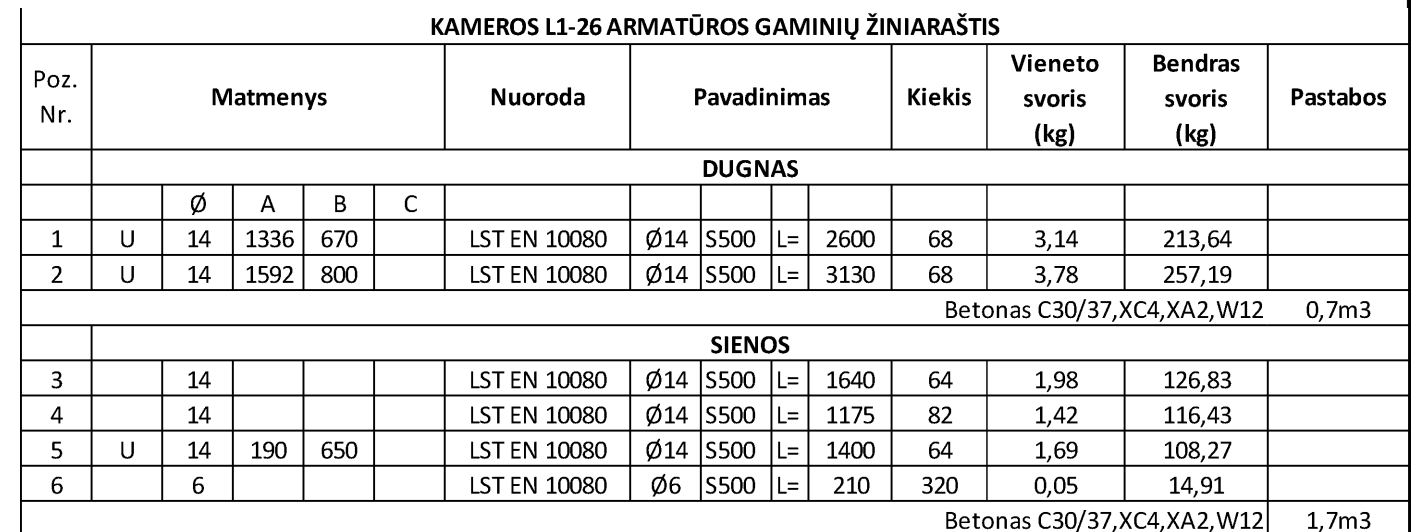 KAMEROS L1-26 ARMATŪROS GAMINIŲ ŽINIARAŠTIS
Poz. Nr. Matmenys Nuoroda Pavadinimas Kiekis Vieneto svoris (kg) Bendras svoris (kg) Pastabos
DUGNAS
Ø A B C
1 U 14 1336 670 LST EN 10080 Ø14 S500 L= 2600 68 3,14 213,64
2 U 14 1592 800 LST EN 10080 Ø14 S500 L= 3130 68 3,78 257,19
Betonas C30/37,XC4,XA2,W12 0,7m3
SIENOS
3 14 LST EN 10080 Ø14 S500 L= 1640 64 1,98 126,83
4 14 LST EN 10080 Ø14 S500 L= 1175 82 1,42 116,43
5 U 14 190 650 LST EN 10080 Ø14 S500 L= 1400 64 1,69 108,27
6 6 LST EN 10080 Ø6 S500 L= 210 320 0,05 14,91
Betonas C30/37,XC4,XA2,W12 1,7m3